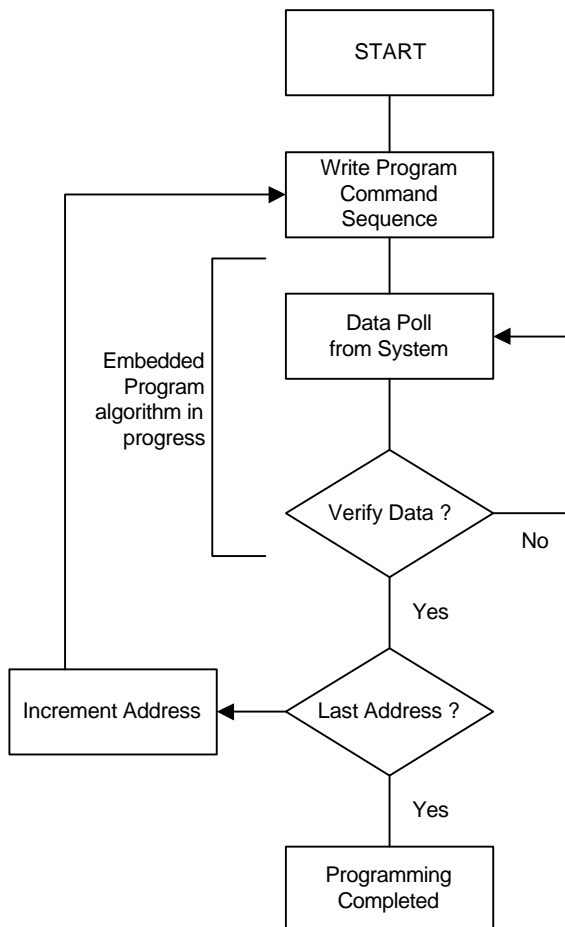 START
Write Program
Command
Sequence
Data Poll
from System
Embedded
Program
algorithm in
progress
Verify Data ?
No
Yes
Increment Address
Last Address ?
Yes
Programming
Completed